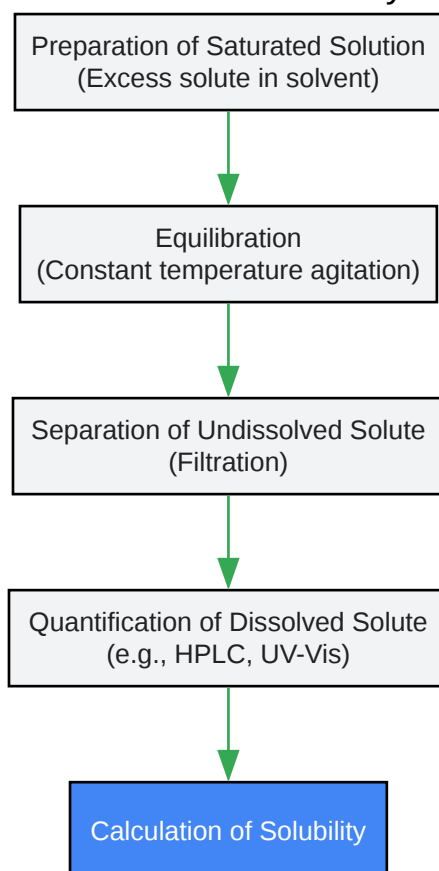 Preparation of Saturated Solution
(Excess solute in solvent)
Equilibration
(Constant temperature agitation)
Separation of Undissolved Solute
(Filtration)
Quantification of Dissolved Solute
(e.g., HPLC, UV-Vis)
Calculation of Solubility